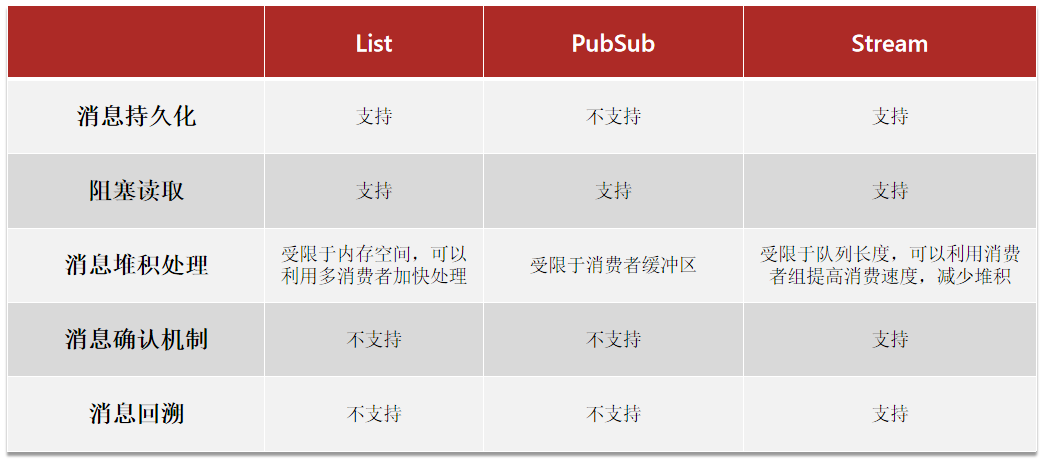 List PubSub Stream
消息持久化 支持 不支持 支持
阻塞读取 支持 支持 支持
消息堆积处理 受限于内存空间，可以
利用多消费者加快处理 受限于消费者缓冲区 受限于队列长度，可以利用消费
者组提高消费速度，减少堆积
消息确认机制 不支持 不支持 支持
消息回溯 不支持 不支持 支持